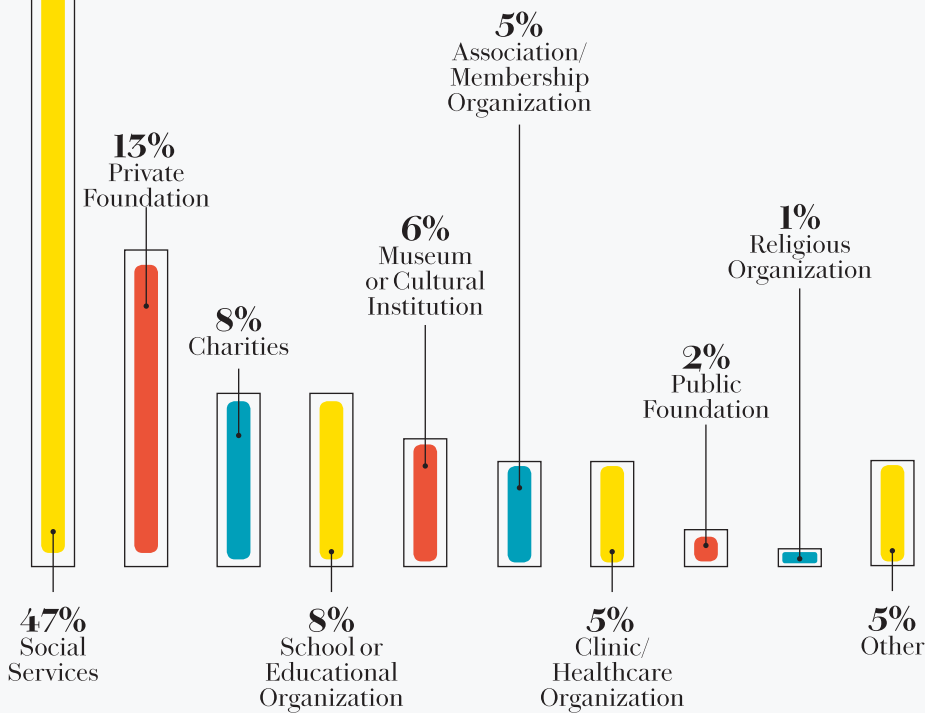 5%
Association/
Membership
Organization
13%
Private
Foundation
6%
Museum
or Cultural
Institution
1%
Religious
Organization
8%
Charities
2%
Public
Foundation
47%
Social
Services
8%
School or
Educational
Organization
5%
Clinic/
Healthcare
Organization
5%
Other